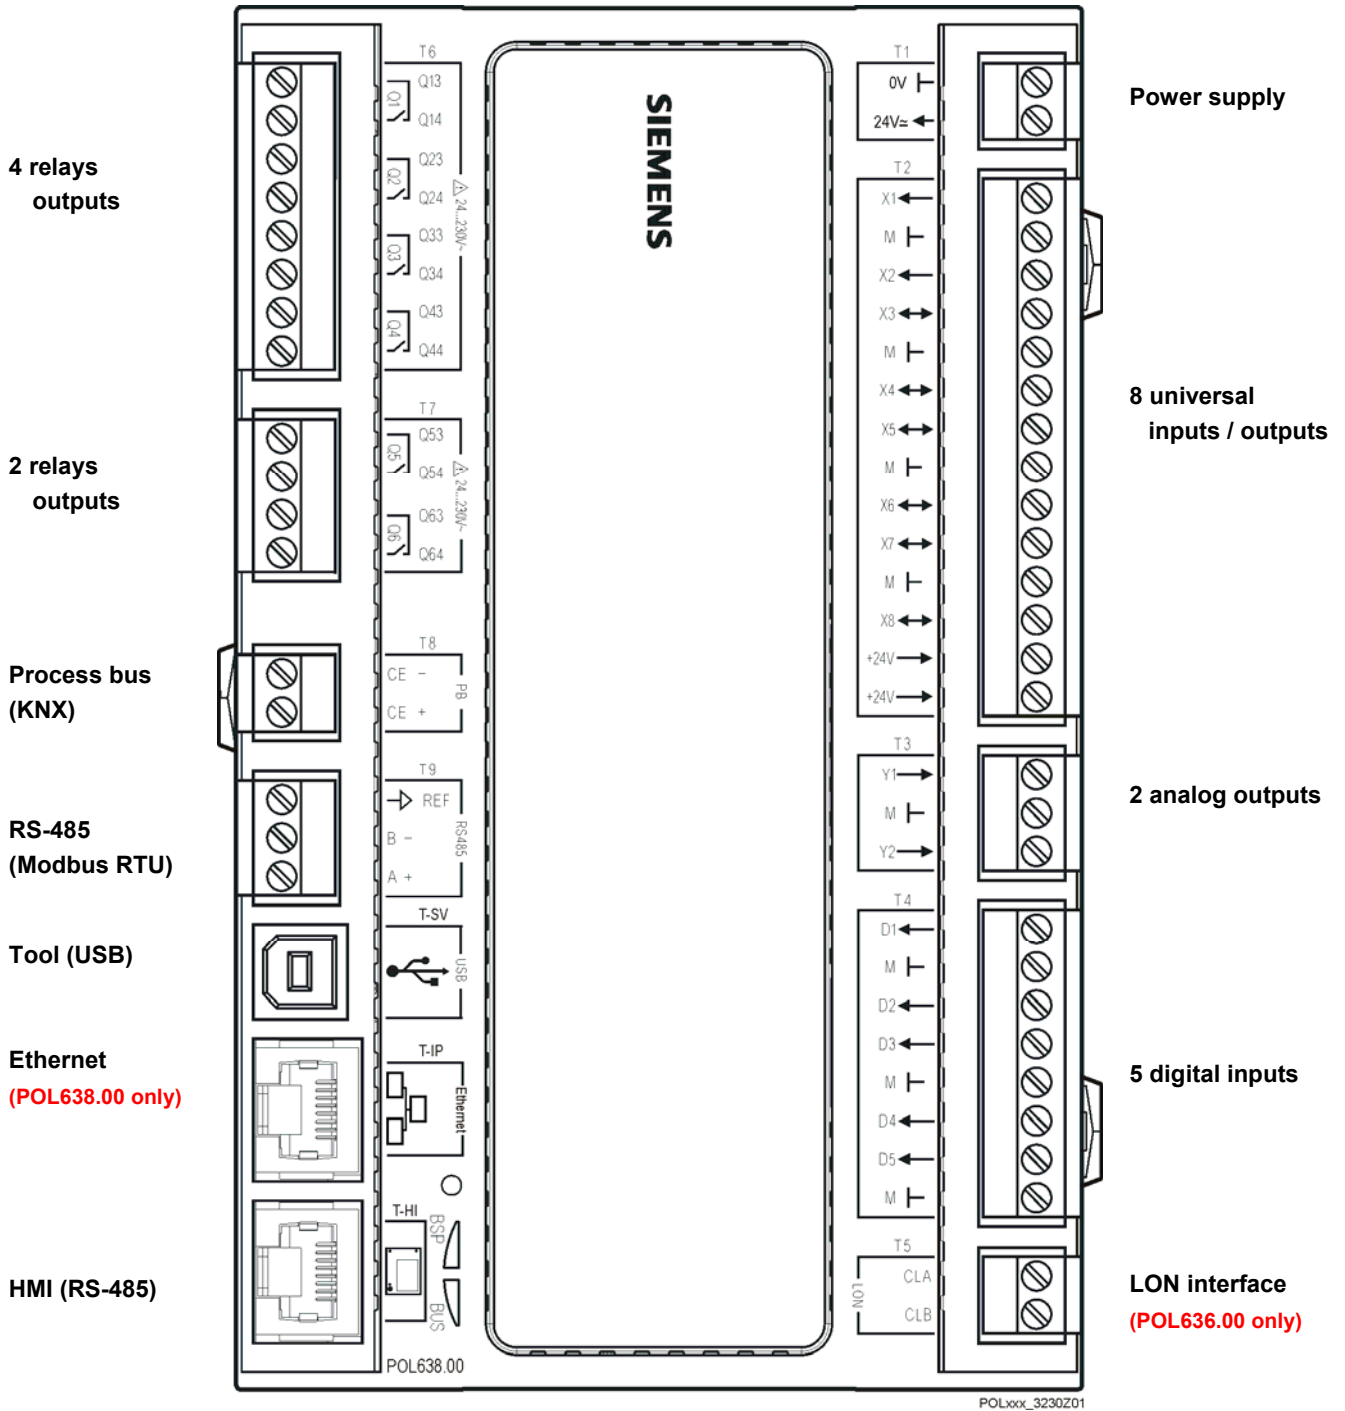 4 relays
outputs
2 relays
outputs
Process bus
(KNX)
RS-485
(Modbus RTU)
Tool (USB)
Ethernet
(POL638.00 only)
HMI (RS-485)
T6
Q13
Q1
Q14
Q23
Q2
Q24
Q33
Q3
Q34
Q43
Q4
Q44
24...230V~
T7
Q53
Q5
Q54
Q63
Q6
Q64
24...230V~
T8
CE -
CE +
PB
T9
REF
B -
A +
RS485
T-SV
USB
T-IP
Ethernet
T-HI
BSP
BUS
POL638.00
SIEMENS
T1
0V
24V≃
T2
X1
M
X2
X3
M
X4
X5
M
X6
X7
M
X8
+24V
+24V
T3
Y1
M
Y2
T4
D1
M
D2
D3
M
D4
D5
M
T5
CLA
CLB
LON
Power supply
8 universal
inputs / outputs
2 analog outputs
5 digital inputs
LON interface
(POL636.00 only)
POLxxx_3230Z01